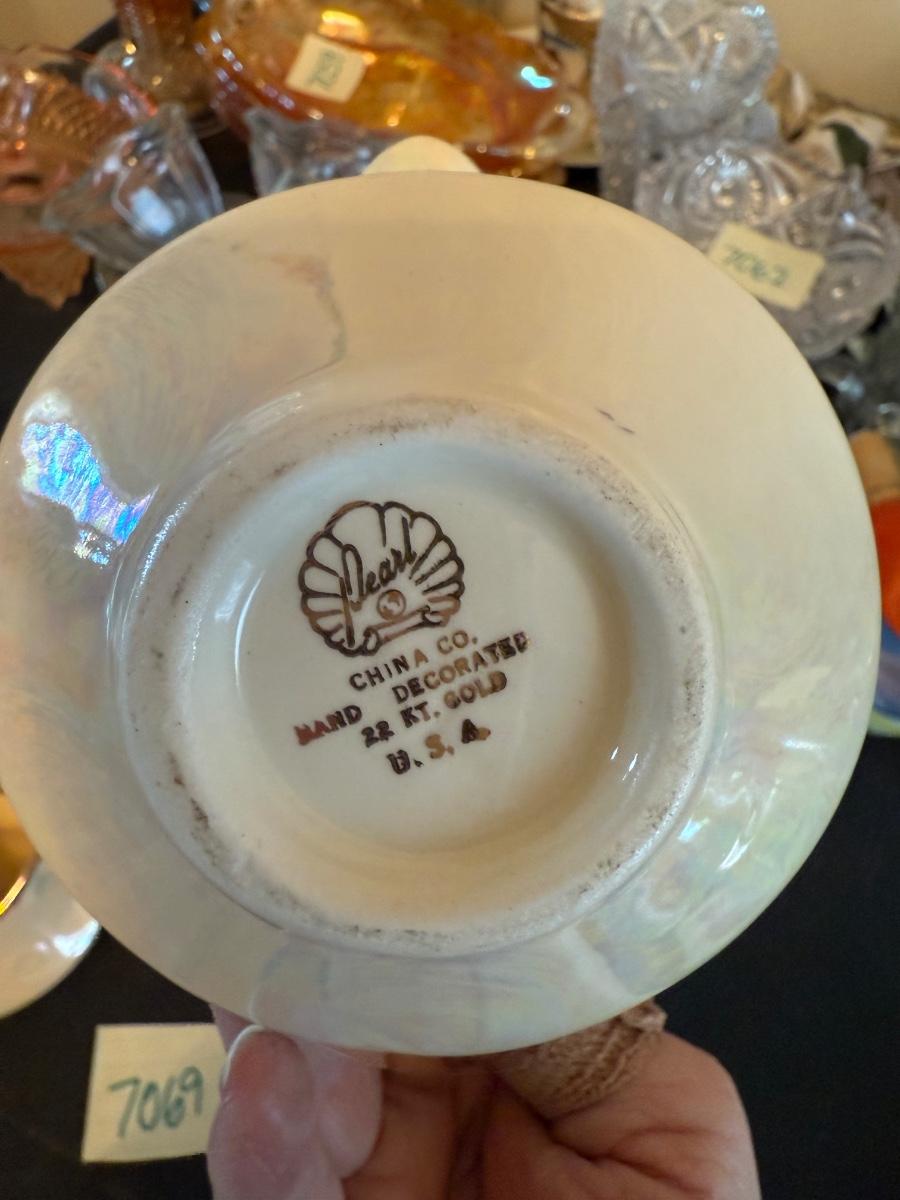 7062
Pearl
CHINA CO.
HAND DECORATED
22 KT. GOLD
U. S. A.
7069